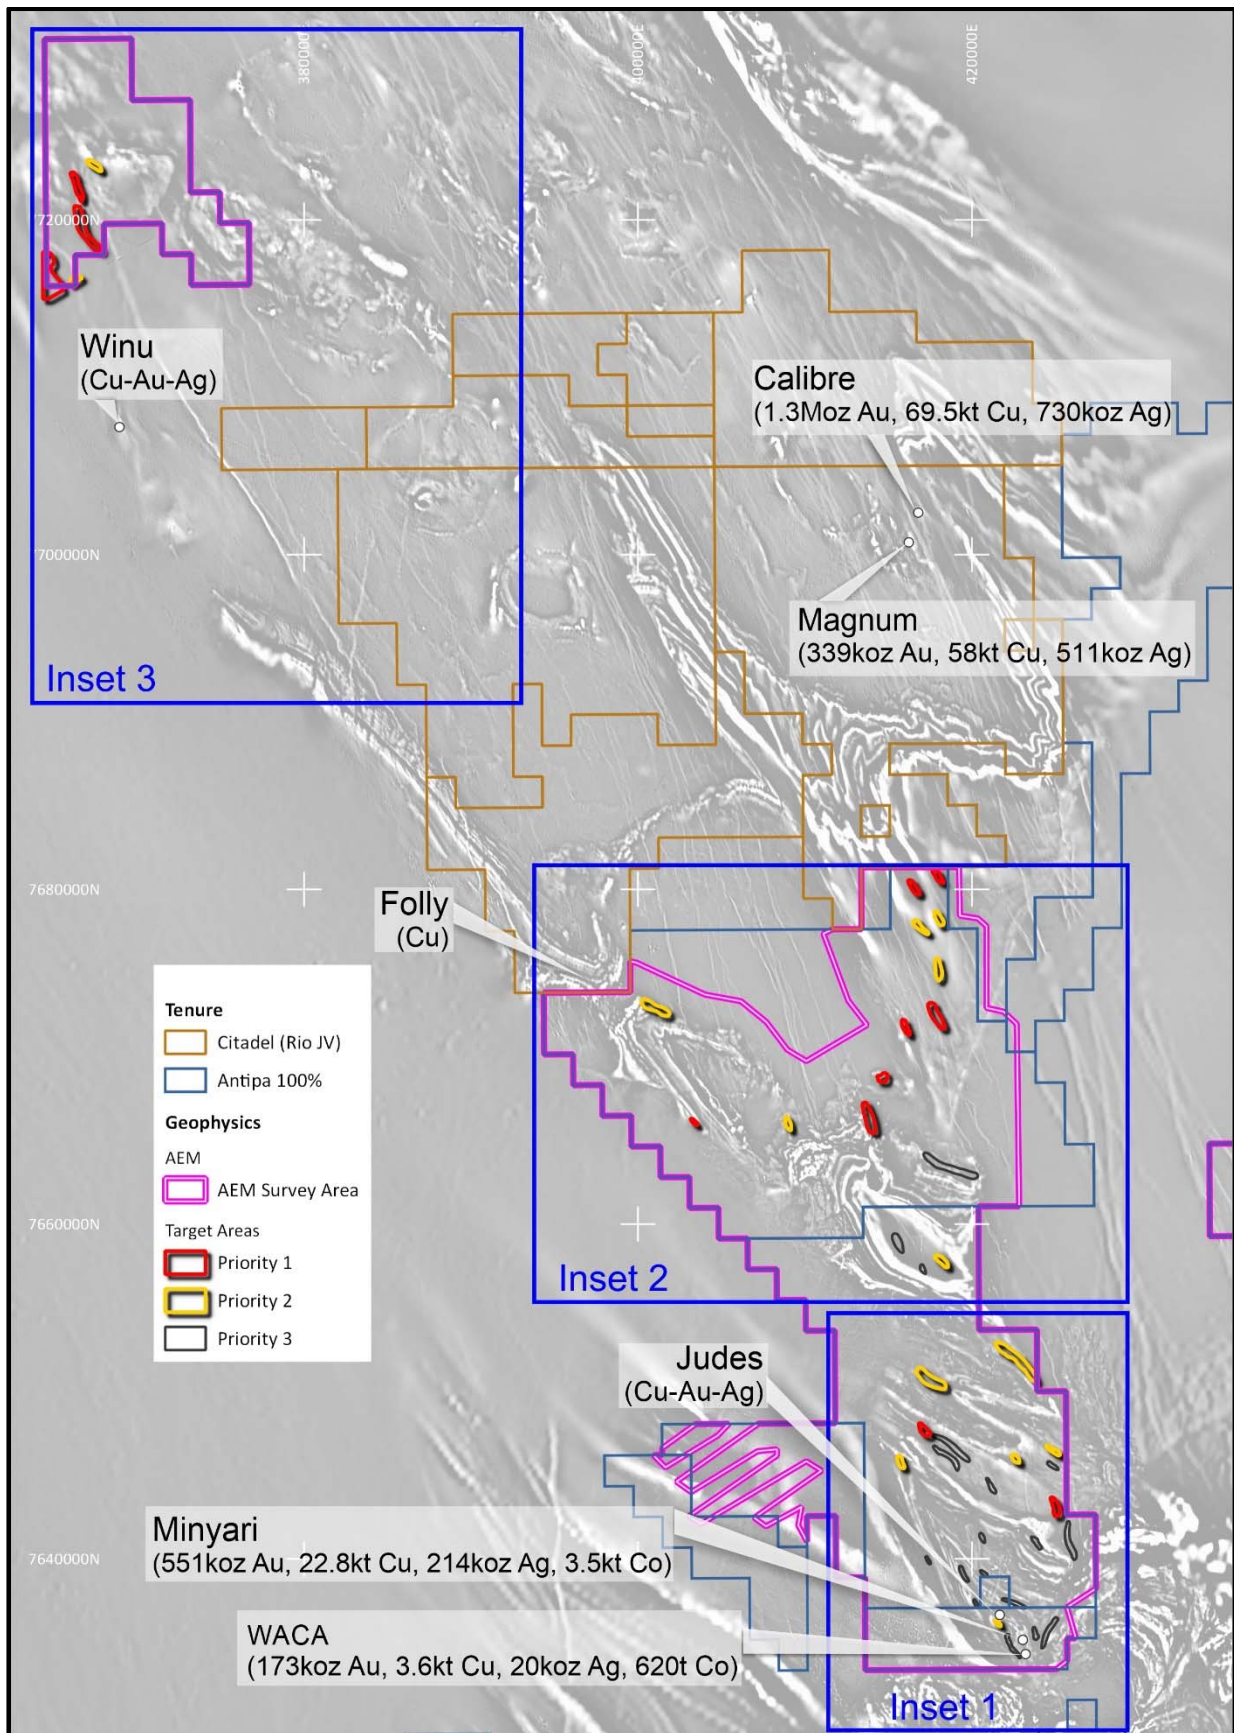 380000E
400000E
420000E
7720000N
Winu
(Cu-Au-Ag)
Calibre
(1.3Moz Au, 69.5kt Cu, 730koz Ag)
7700000N
Magnum
(339koz Au, 58kt Cu, 511koz Ag)
Inset 3
7680000N
Folly
(Cu)
Tenure
Citadel (Rio JV)
Antipa 100%
Geophysics
AEM
AEM Survey Area
Target Areas
Priority 1
Priority 2
Priority 3
7660000N
Inset 2
Judes
(Cu-Au-Ag)
Minyari
(551koz Au, 22.8kt Cu, 214koz Ag, 3.5kt Co)
7640000N
WACA
(173koz Au, 3.6kt Cu, 20koz Ag, 620t Co)
Inset 1